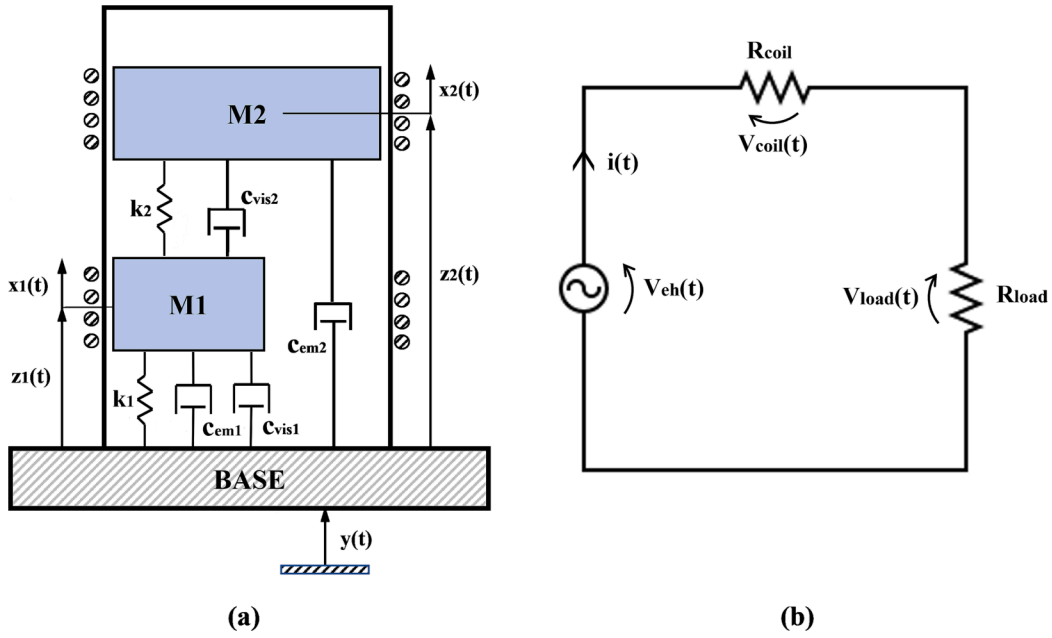 x2(t)
M2
k2
cvis2
z2(t)
x1(t)
M1
cem2
z1(t)
k1
cem1
cvis1
BASE
y(t)
(a)
Rcoil
Vcoil(t)
i(t)
Veh(t)
Vload(t)
Rload
(b)